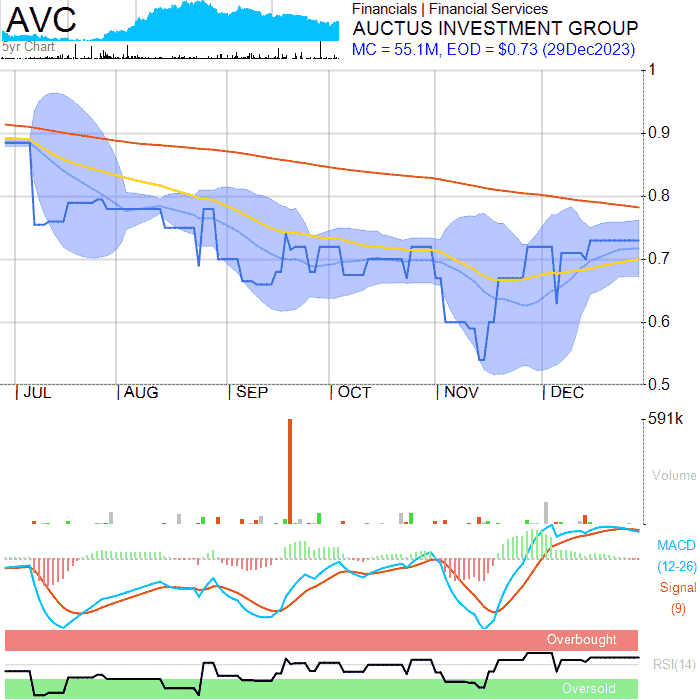 AVC
5yr Chart
Financials | Financial Services
AUCTUS INVESTMENT GROUP
MC = 55.1M, EOD = $0.73 (29Dec2023)
1
0.9
0.8
0.7
0.6
0.5
JUL AUG SEP OCT NOV DEC
591k
Volume
MACD
(12-26)
Signal
(9)
Overbought
RSI(14)
Oversold